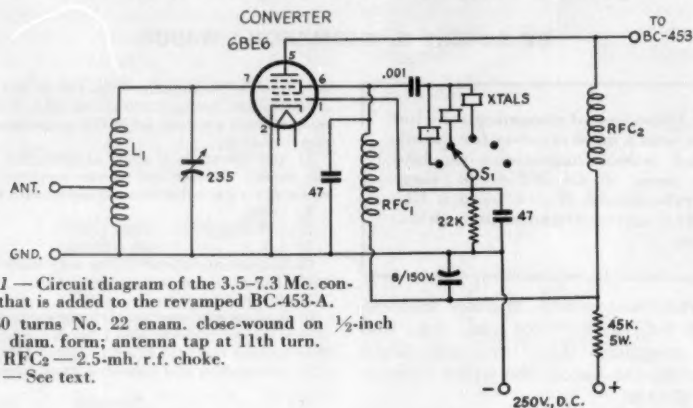 CONVERTER
6BE6
TO
BC-453
5
7
6
1
2
.001
XTALS
L₁
235
ANT.
47
RFC₁
RFC₂
S₁
22K
47
GND.
8/150V.
45K.
5W.
- +
250V., D.C.
1 — Circuit diagram of the 3.5–7.3 Mc. con-
that is added to the revamped BC-453-A.
0 turns No. 22 enam. close-wound on ½-inch
diam. form; antenna tap at 11th turn.
RFC₂ — 2.5-mh. r.f. choke.
— See text.